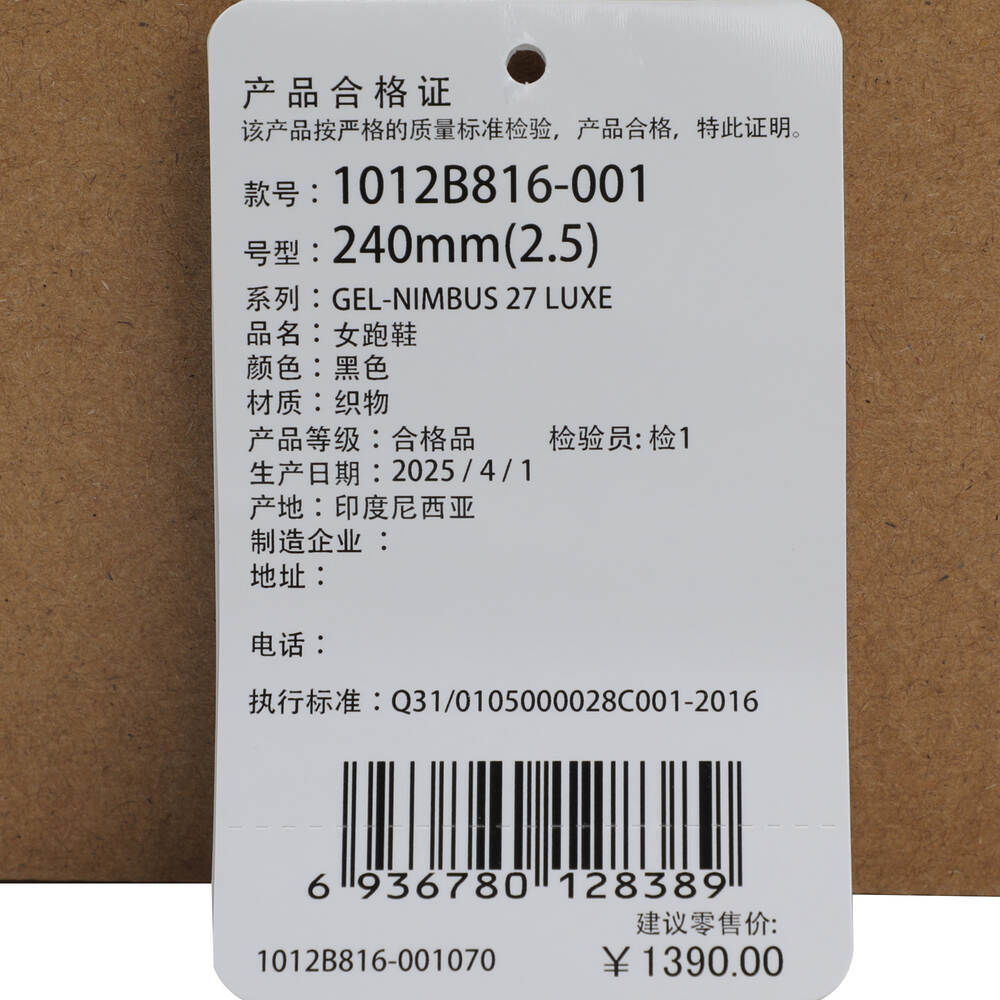 产品合格证
该产品按严格的质量标准检验，产品合格，特此证明。
款号：1012B816-001
号型：240mm(2.5)
系列：GEL-NIMBUS 27 LUXE
品名：女跑鞋
颜色：黑色
材质：织物
产品等级：合格品 检验员: 检1
生产日期：2025 / 4 / 1
产地：印度尼西亚
制造企业：
地址：
电话：
执行标准：Q31/0105000028C001-2016
6 936780 128389
建议零售价:
1012B816-001070 ￥1390.00